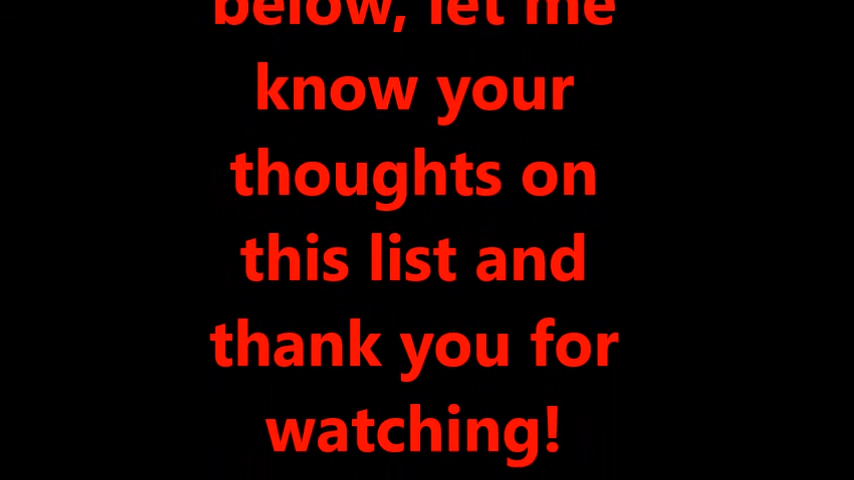 below, let me
know your
thoughts on
this list and
thank you for
watching!